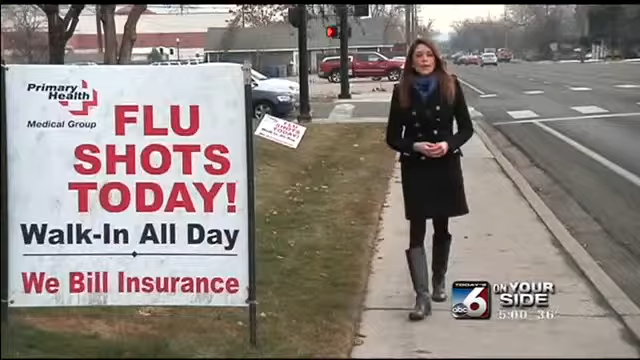 Primary Health
Medical Group
FLU
SHOTS
TODAY!
Walk-In All Day
We Bill Insurance
TODAY'S
abc 6
ON YOUR
SIDE
5:00 36°